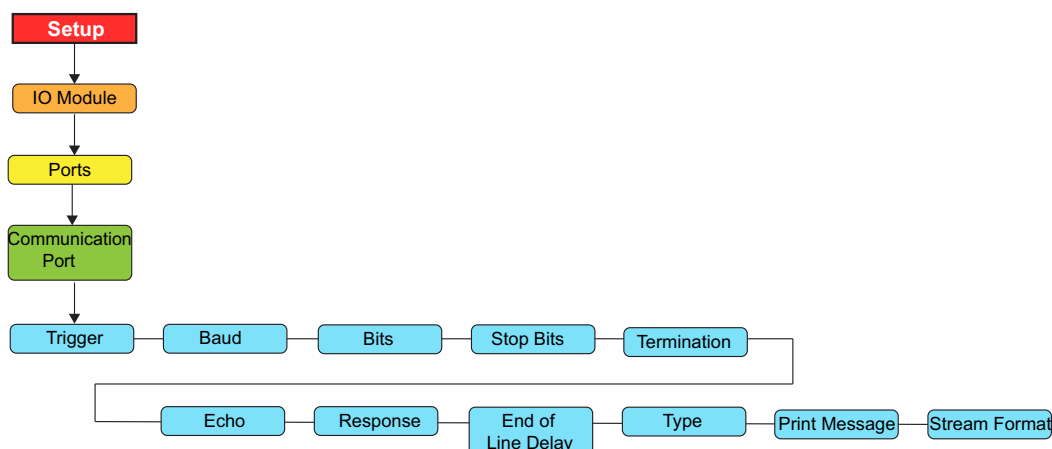 Setup
IO Module
Ports
Communication
Port
Trigger
Baud
Bits
Stop Bits
Termination
Echo
Response
End of
Line Delay
Type
Print Message
Stream Format